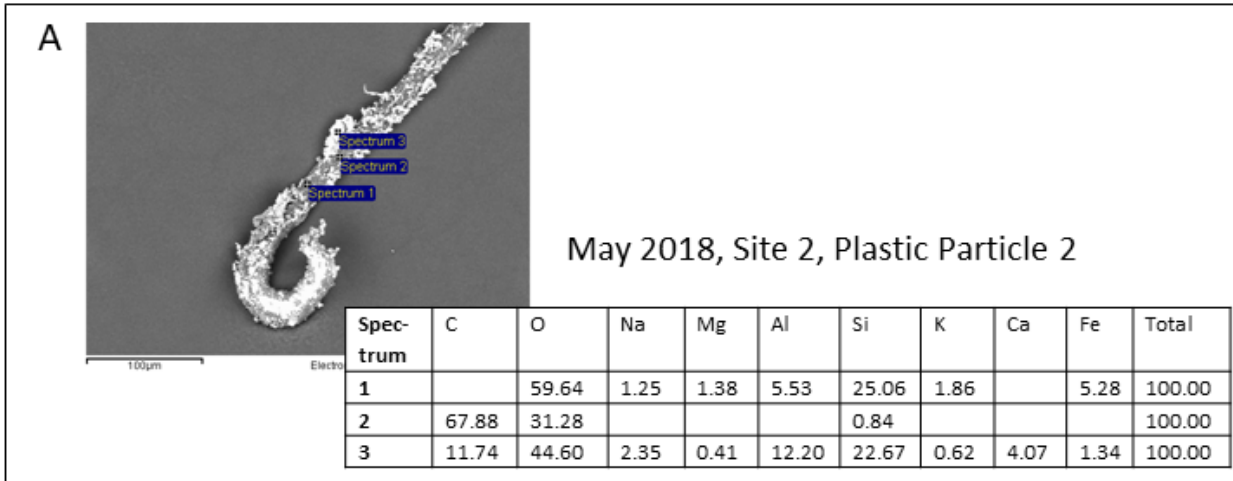 A
Spectrum 3
Spectrum 2
Spectrum 1
May 2018, Site 2, Plastic Particle 2
100µm
Spec-trum C O Na Mg Al Si K Ca Fe Total
1 59.64 1.25 1.38 5.53 25.06 1.86 5.28 100.00
2 67.88 31.28 0.84 100.00
3 11.74 44.60 2.35 0.41 12.20 22.67 0.62 4.07 1.34 100.00